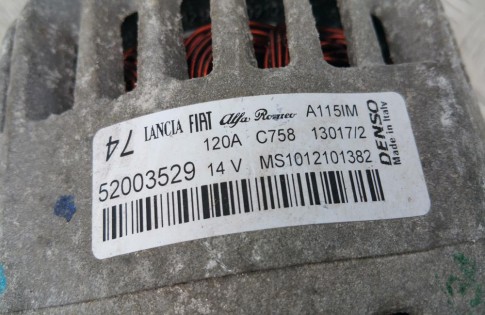 74 LANCIA FIAT Alfa Romeo A115IM
120A C758 13017/2
52003529 14 V MS1012101382
DENSO
Made in Italy